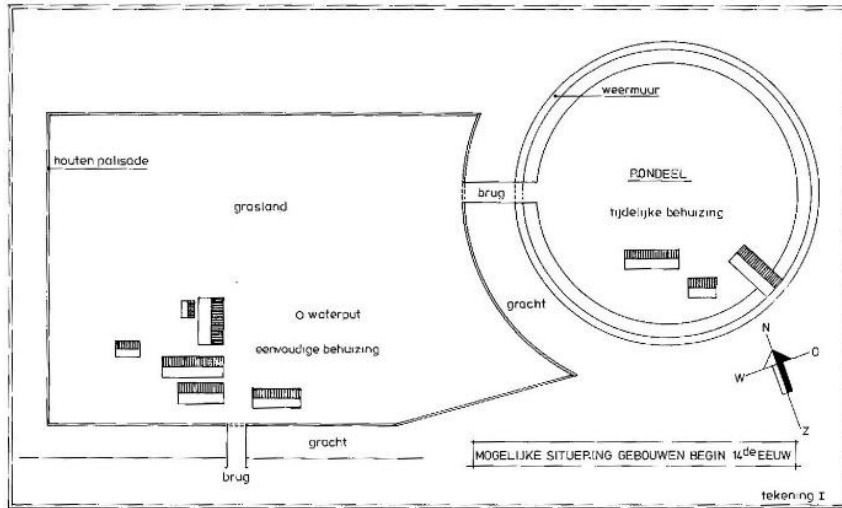 weermuur
houten palisade
RONDEEL
brug
grasland
tijdelijke behuizing
gracht
O waterput
eenvoudige behuizing
N
O
W
Z
gracht
MOGELIJKE SITUERING GEBOUWEN BEGIN 14de EEUW
brug
tekening I